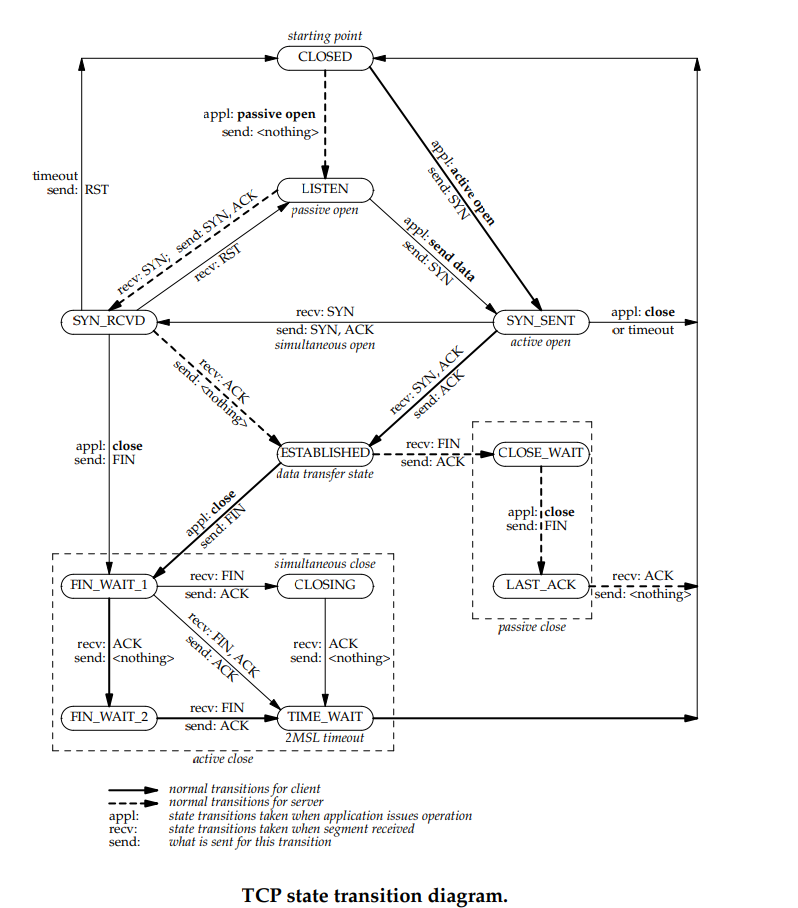 starting point
CLOSED
appl: passive open
send: <nothing>
appl: active open
send: SYN
timeout
send: RST
LISTEN
passive open
recv: SYN; send: SYN, ACK
recv: RST
appl: send data
send: SYN
SYN_RCVD
recv: SYN
send: SYN, ACK
simultaneous open
SYN_SENT
active open
appl: close
or timeout
recv: ACK
send: <nothing>
recv: SYN, ACK
send: ACK
appl: close
send: FIN
ESTABLISHED
data transfer state
recv: FIN
send: ACK
CLOSE_WAIT
appl: close
send: FIN
appl: close
send: FIN
LAST_ACK
recv: ACK
send: <nothing>
passive close
simultaneous close
FIN_WAIT_1
recv: FIN
send: ACK
CLOSING
recv: ACK
send: <nothing>
recv: FIN, ACK
send: ACK
recv: ACK
send: <nothing>
FIN_WAIT_2
recv: FIN
send: ACK
TIME_WAIT
2MSL timeout
active close
normal transitions for client
normal transitions for server
appl: state transitions taken when application issues operation
recv: state transitions taken when segment received
send: what is sent for this transition
TCP state transition diagram.